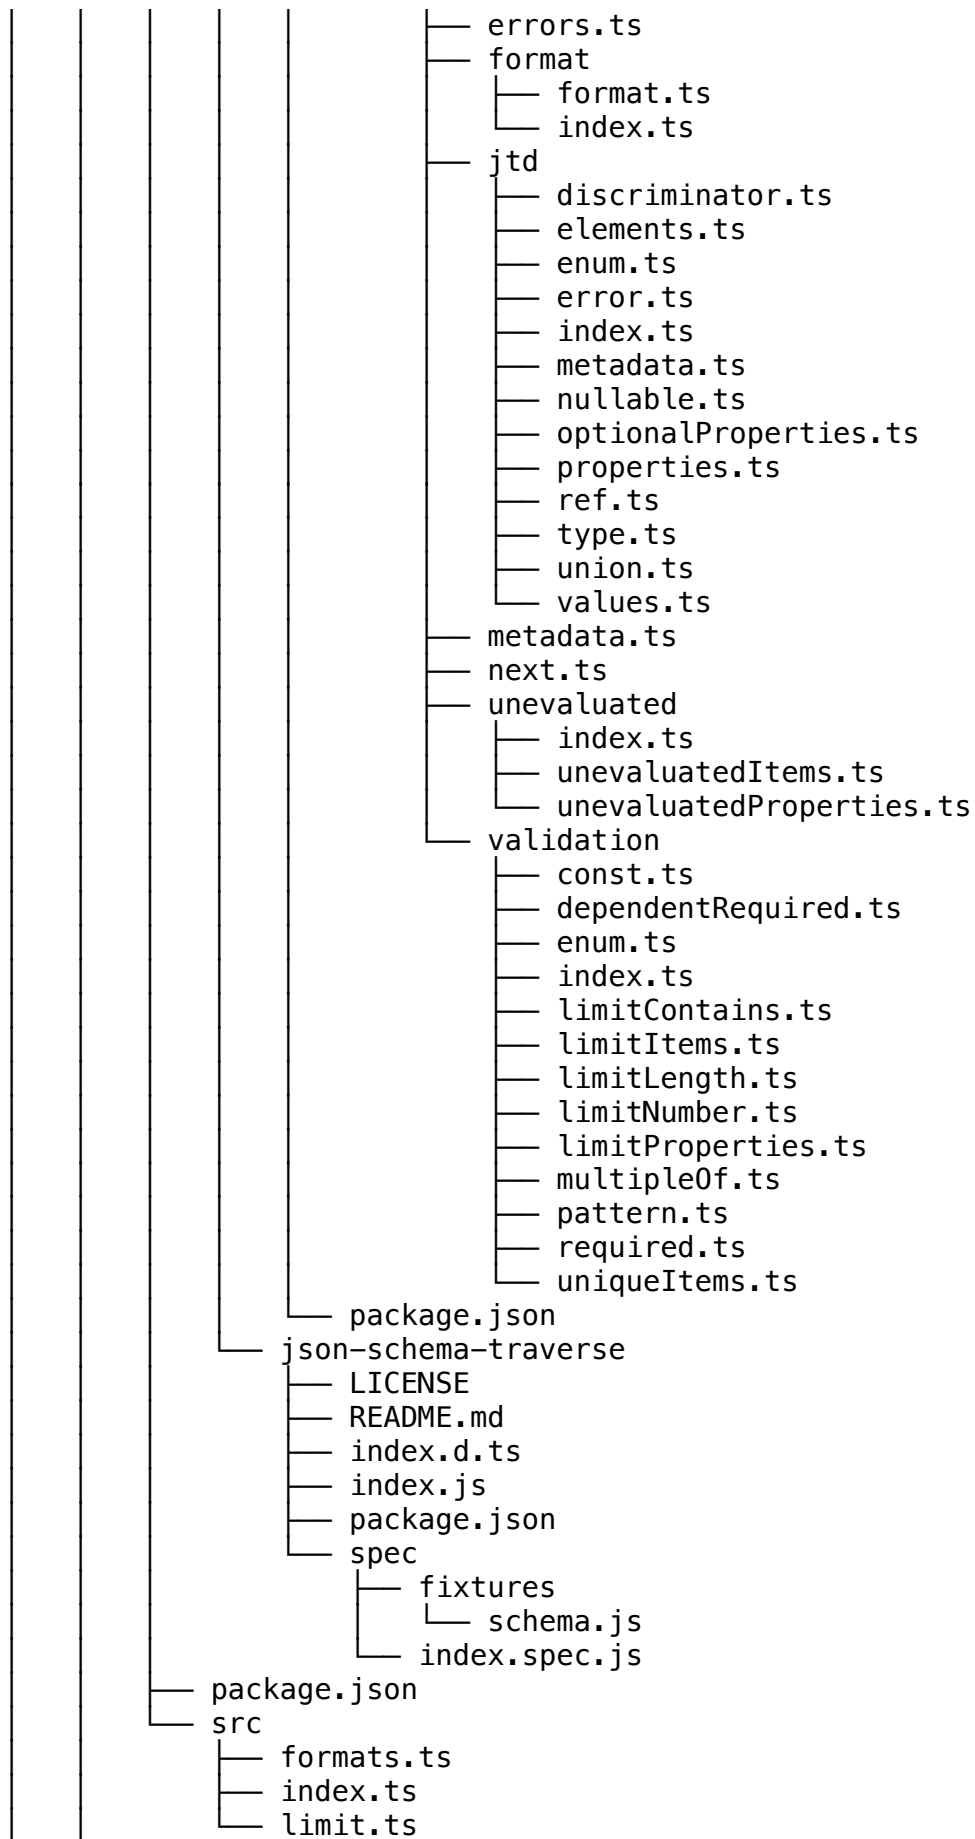 errors.ts
format
format.ts
index.ts
jtd
discriminator.ts
elements.ts
enum.ts
error.ts
index.ts
metadata.ts
nullable.ts
optionalProperties.ts
properties.ts
ref.ts
type.ts
union.ts
values.ts
metadata.ts
next.ts
unevaluated
index.ts
unevaluatedItems.ts
unevaluatedProperties.ts
validation
const.ts
dependentRequired.ts
enum.ts
index.ts
limitContains.ts
limitItems.ts
limitLength.ts
limitNumber.ts
limitProperties.ts
multipleOf.ts
pattern.ts
required.ts
uniqueItems.ts
package.json
json-schema-traverse
LICENSE
README.md
index.d.ts
index.js
package.json
spec
fixtures
schema.js
index.spec.js
package.json
src
formats.ts
index.ts
limit.ts